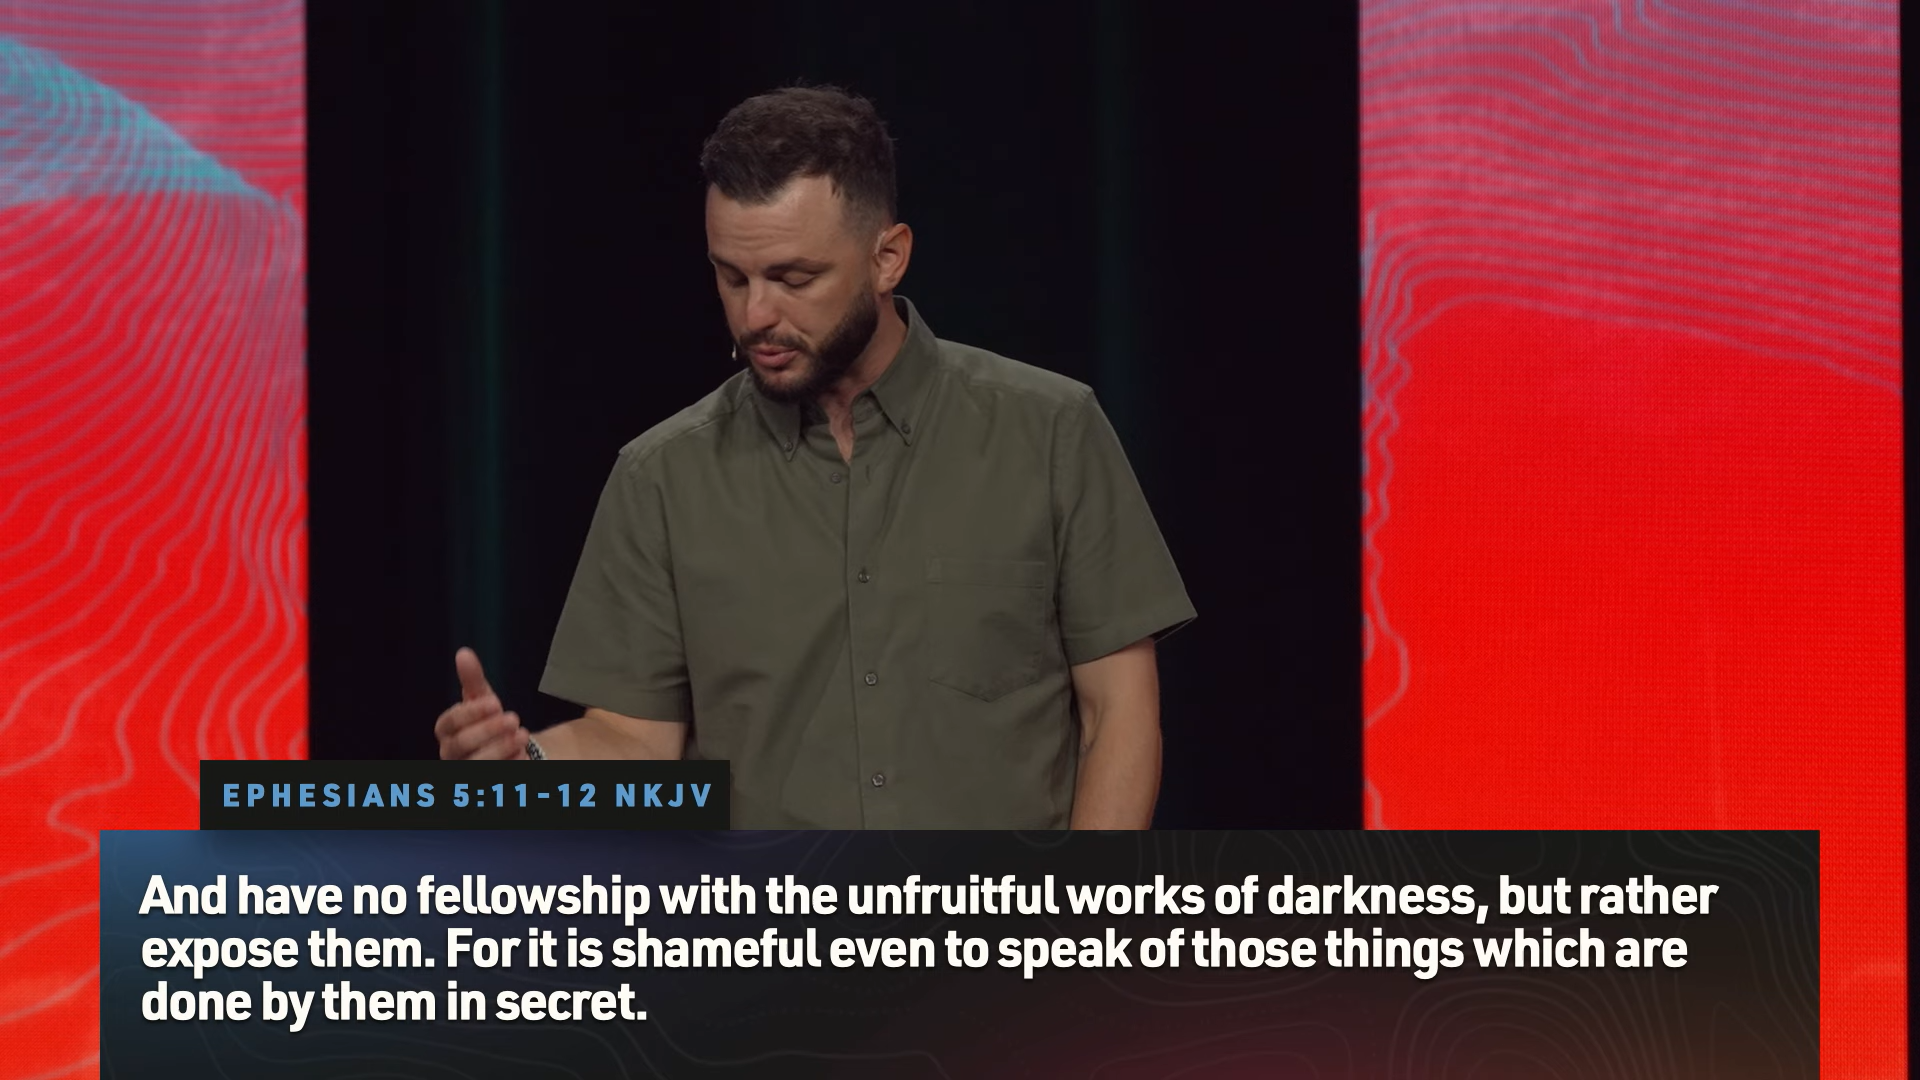 EPHESIANS 5:11-12 NKJV
And have no fellowship with the unfruitful works of darkness, but rather
expose them. For it is shameful even to speak of those things which are
done by them in secret.